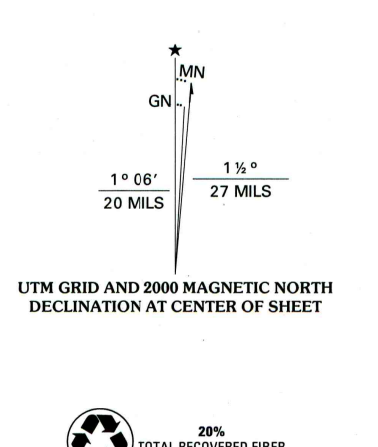 MN
GN
1° 06′
20 MILS
1 ½ °
27 MILS
UTM GRID AND 2000 MAGNETIC NORTH
DECLINATION AT CENTER OF SHEET
20%
TOTAL RECOVERED FIBER